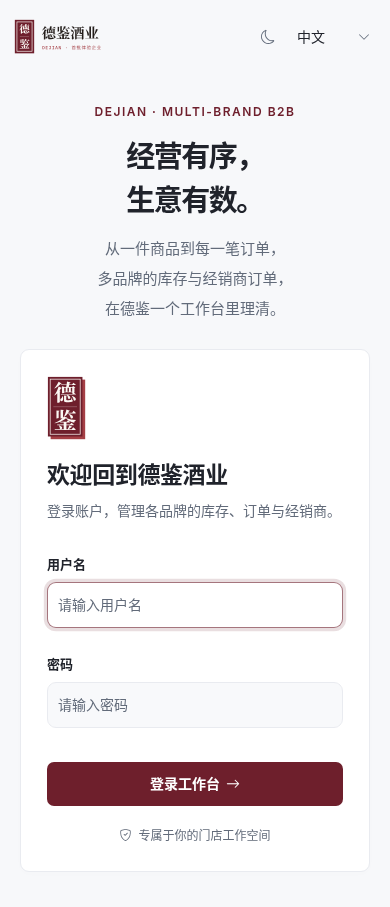 德鉴
德鉴酒业
中文
DEJIAN · MULTI-BRAND B2B
经营有序，
生意有数。
从一件商品到每一笔订单，
多品牌的库存与经销商订单，
在德鉴一个工作台里理清。
德鉴
欢迎回到德鉴酒业
登录账户，管理各品牌的库存、订单与经销商。
用户名
请输入用户名
密码
请输入密码
登录工作台 →
专属于你的门店工作空间